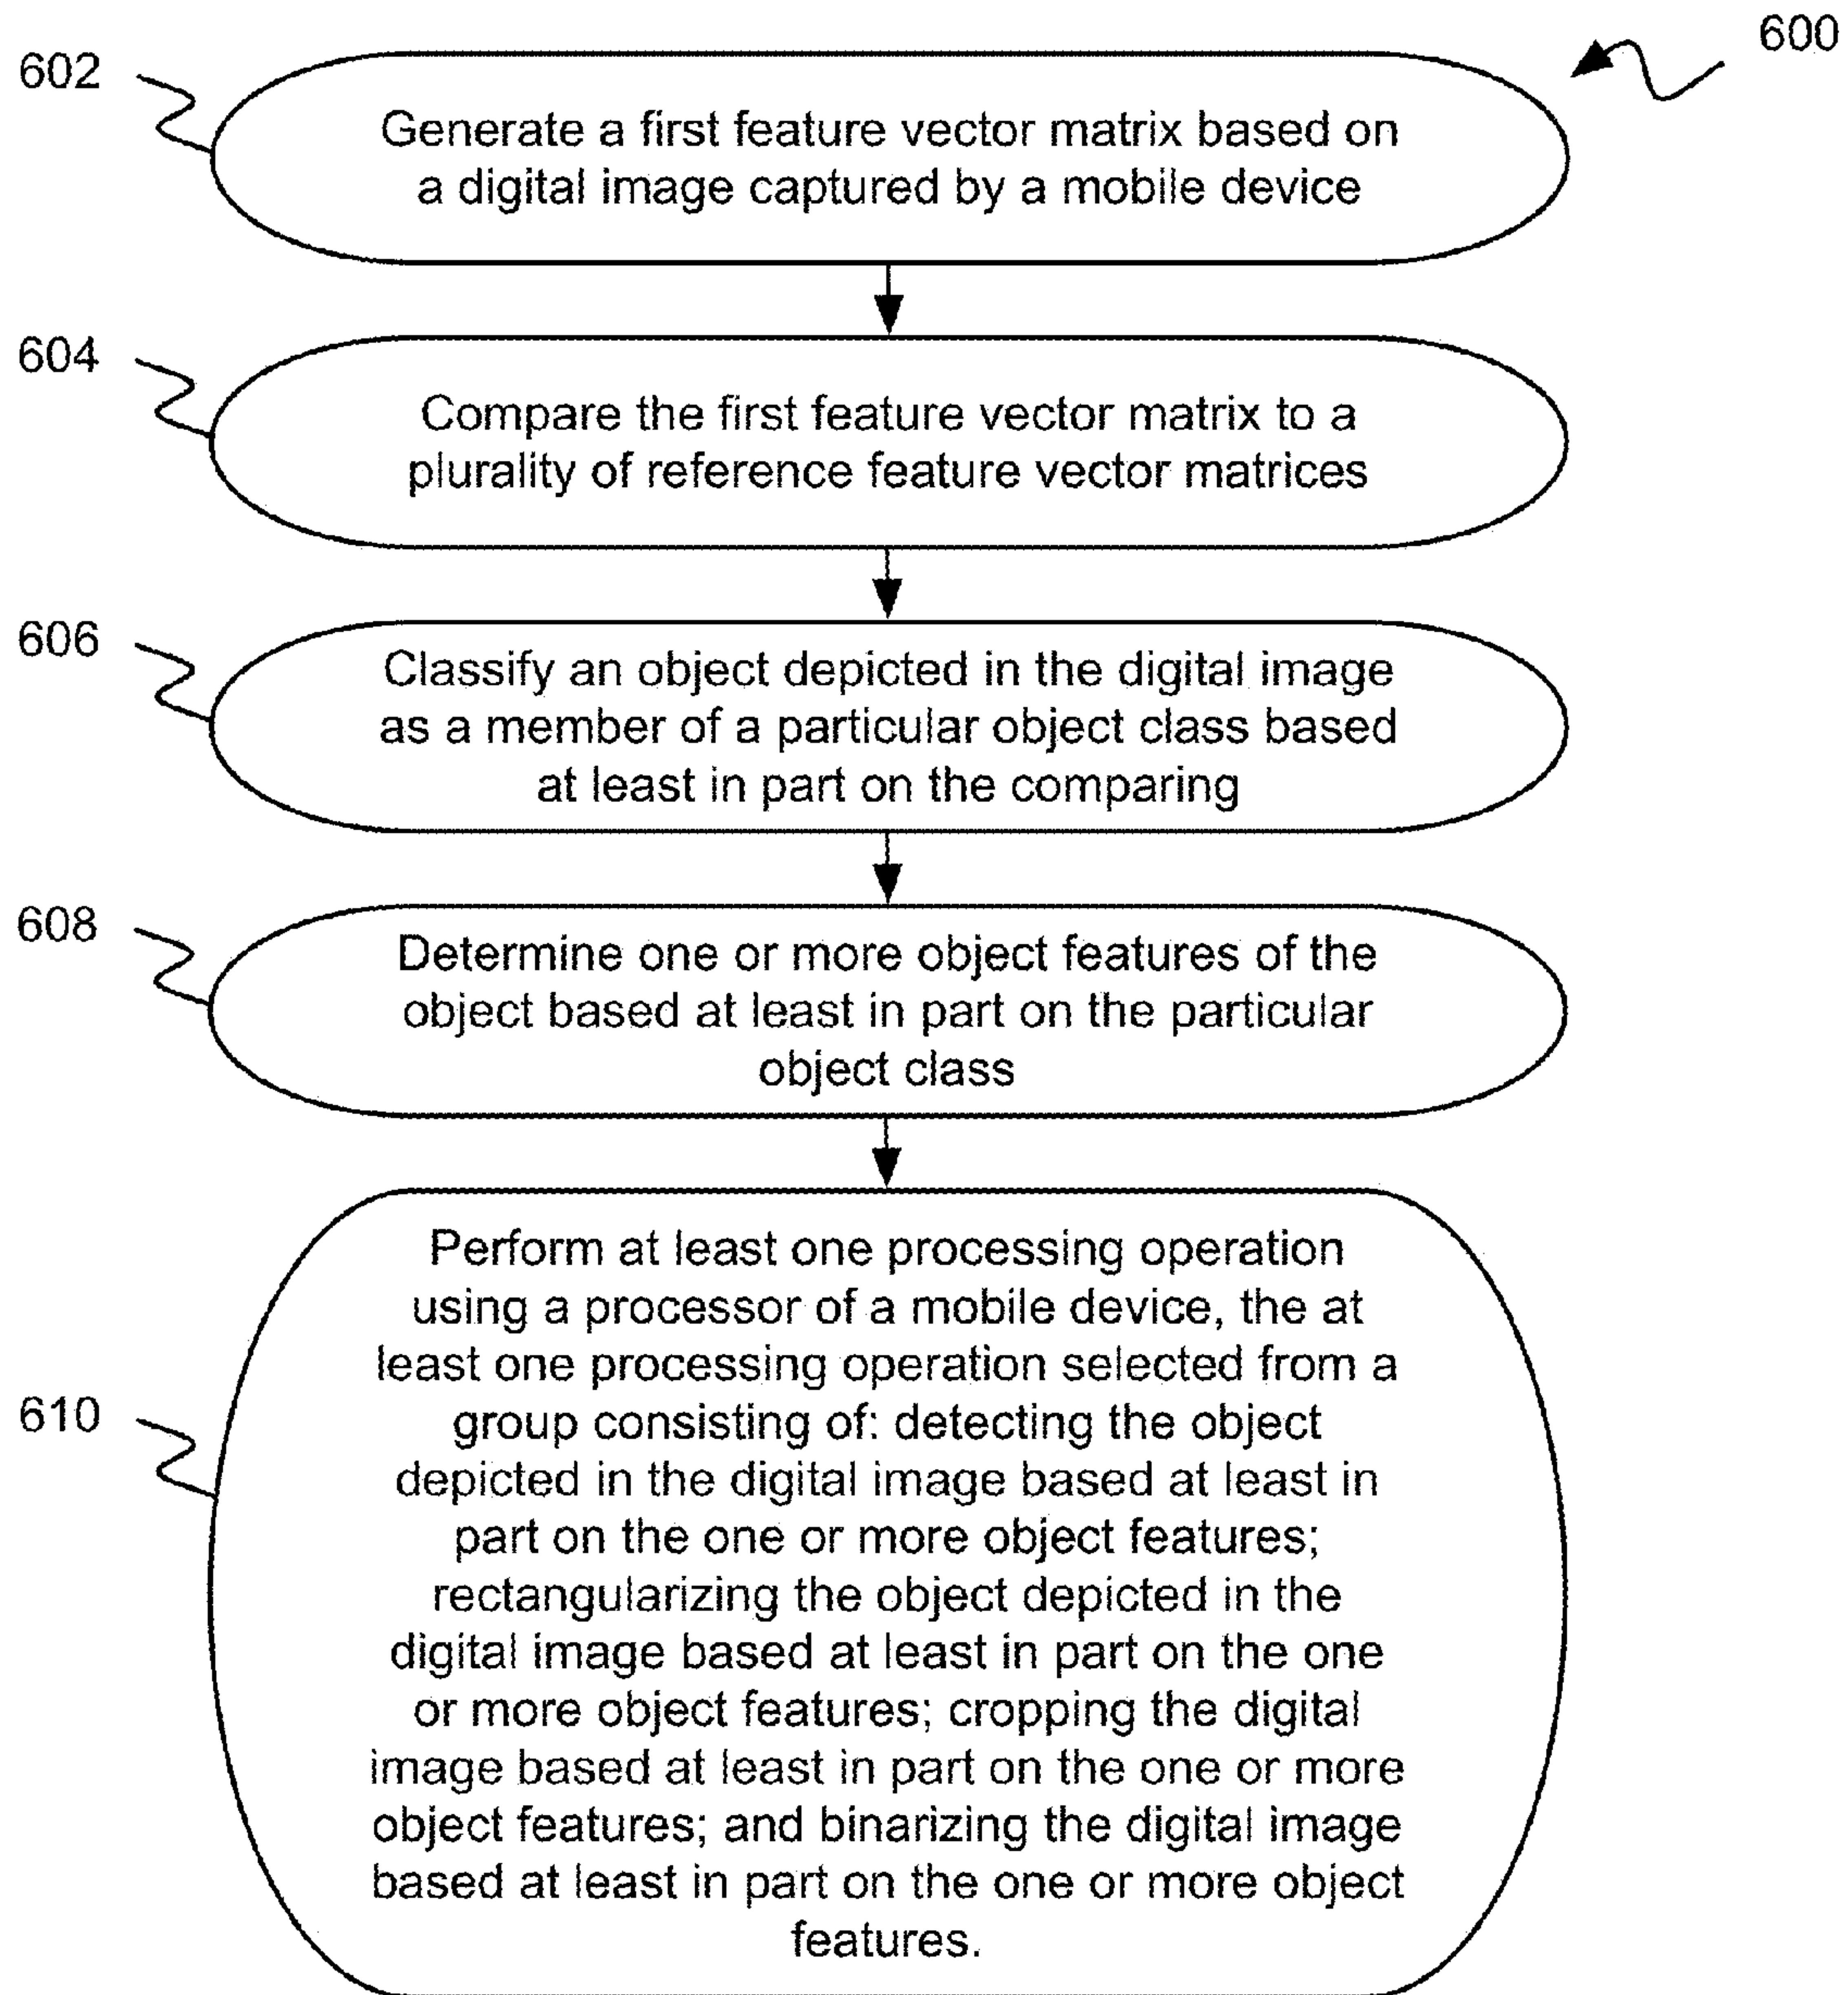 600
602
Generate a first feature vector matrix based on
a digital image captured by a mobile device
604
Compare the first feature vector matrix to a
plurality of reference feature vector matrices
606
Classify an object depicted in the digital image
as a member of a particular object class based
at least in part on the comparing
608
Determine one or more object features of the
object based at least in part on the particular
object class
610
Perform at least one processing operation
using a processor of a mobile device, the at
least one processing operation selected from a
group consisting of: detecting the object
depicted in the digital image based at least in
part on the one or more object features;
rectangularizing the object depicted in the
digital image based at least in part on the one
or more object features; cropping the digital
image based at least in part on the one or more
object features; and binarizing the digital image
based at least in part on the one or more object
features.